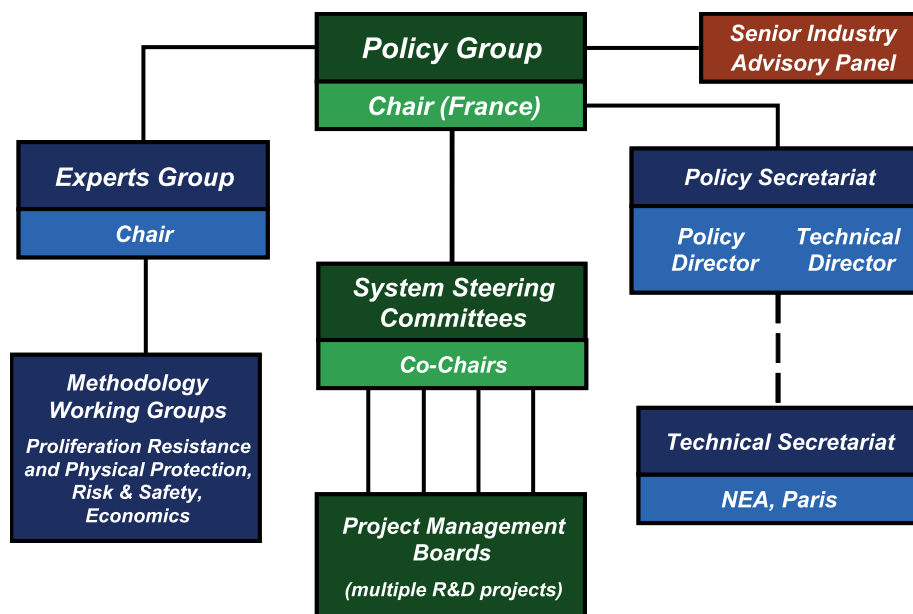 Policy Group
Chair (France)
Senior Industry
Advisory Panel
Experts Group
Chair
Policy Secretariat
Policy
Director
Technical
Director
System Steering
Committees
Co-Chairs
Methodology
Working Groups
Proliferation Resistance
and Physical Protection,
Risk & Safety,
Economics
Technical Secretariat
NEA, Paris
Project Management
Boards
(multiple R&D projects)